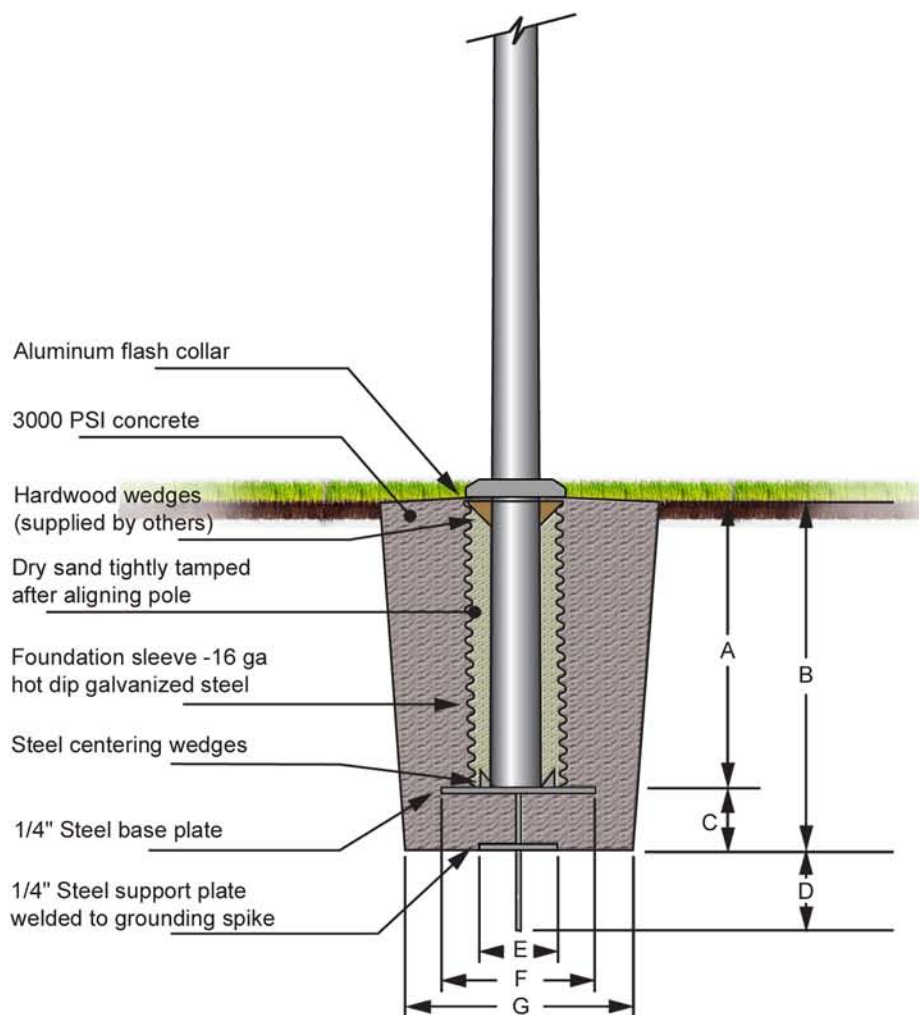 Aluminum flash collar
3000 PSI concrete
Hardwood wedges
(supplied by others)
Dry sand tightly tamped
after aligning pole
Foundation sleeve -16 ga
hot dip galvanized steel
Steel centering wedges
1/4" Steel base plate
1/4" Steel support plate
welded to grounding spike
A
B
C
D
E
F
G